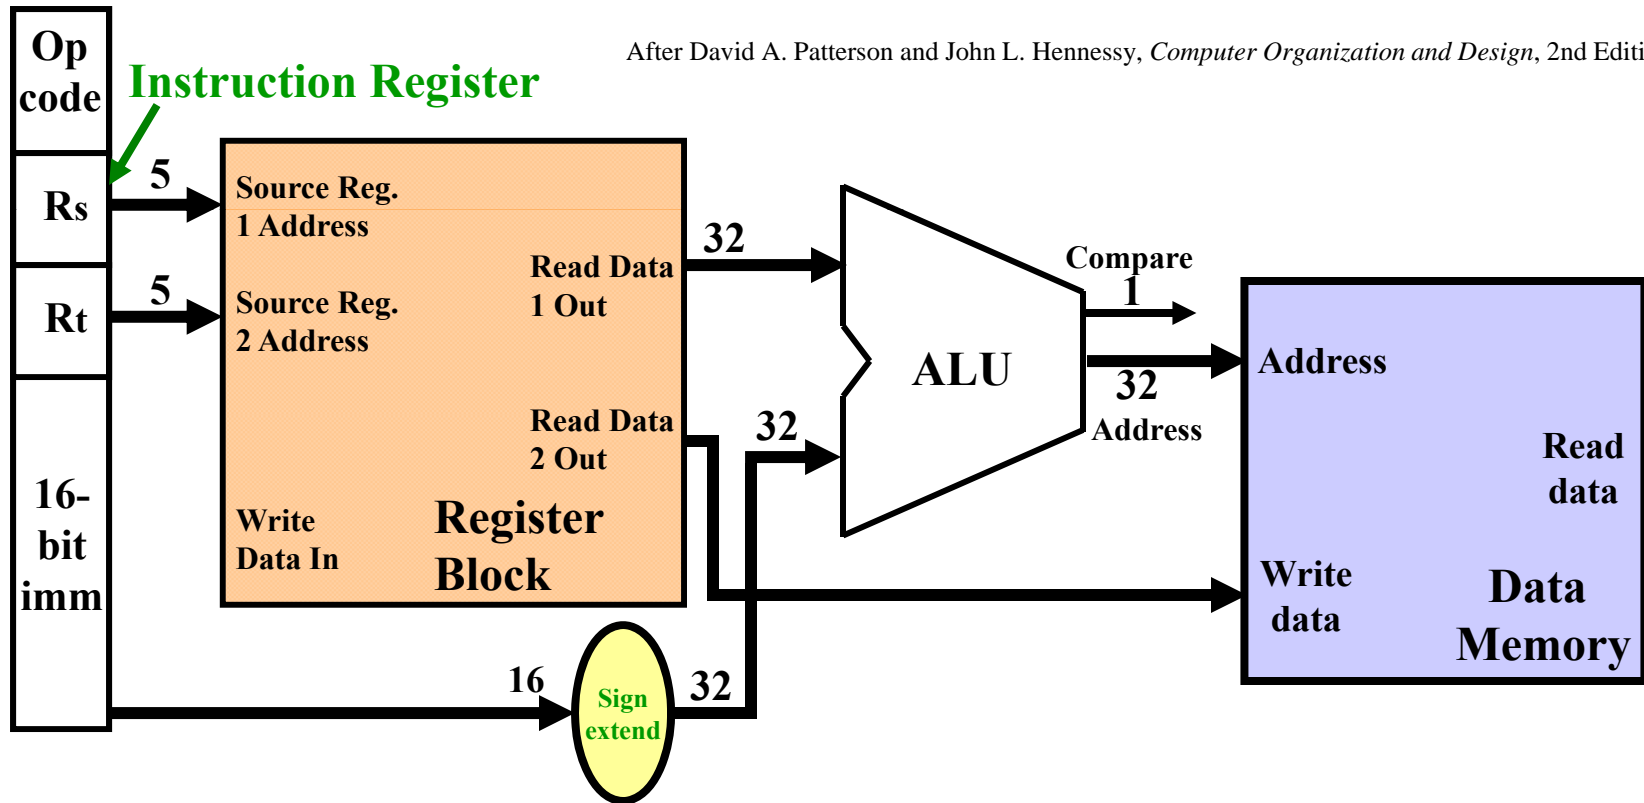 After David A. Patterson and John L. Hennessy, Computer Organization and Design, 2nd Editi
Op
code
Instruction Register
Rs
5
Rt
5
16-
bit
imm
Source Reg.
1 Address
Source Reg.
2 Address
Read Data
1 Out
Read Data
2 Out
Write
Data In
Register
Block
32
32
16
Sign
extend
32
ALU
Compare
1
32
Address
Address
Read
data
Write
data
Data
Memory